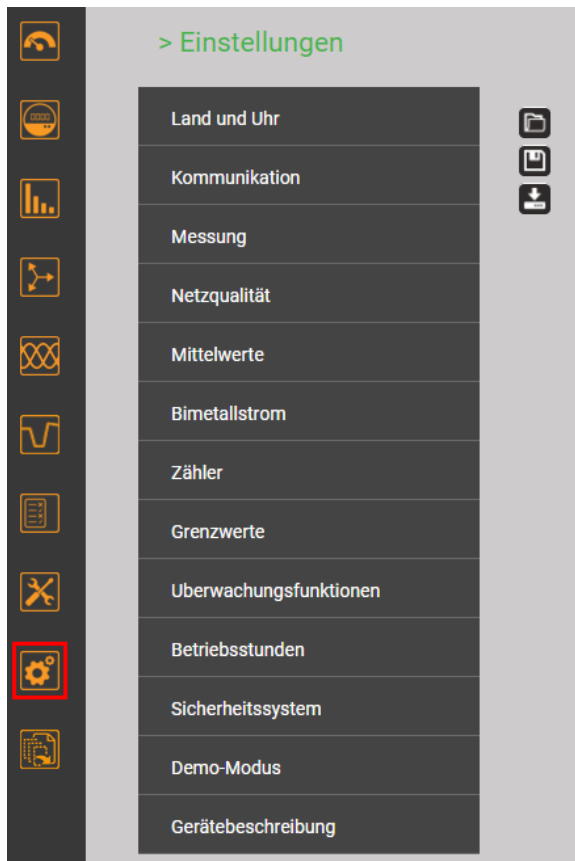 > Einstellungen
Land und Uhr
Kommunikation
Messung
Netzqualität
Mittelwerte
Bimetallstrom
Zähler
Grenzwerte
Uberwachungsfunktionen
Betriebsstunden
Sicherheitssystem
Demo-Modus
Gerätebeschreibung